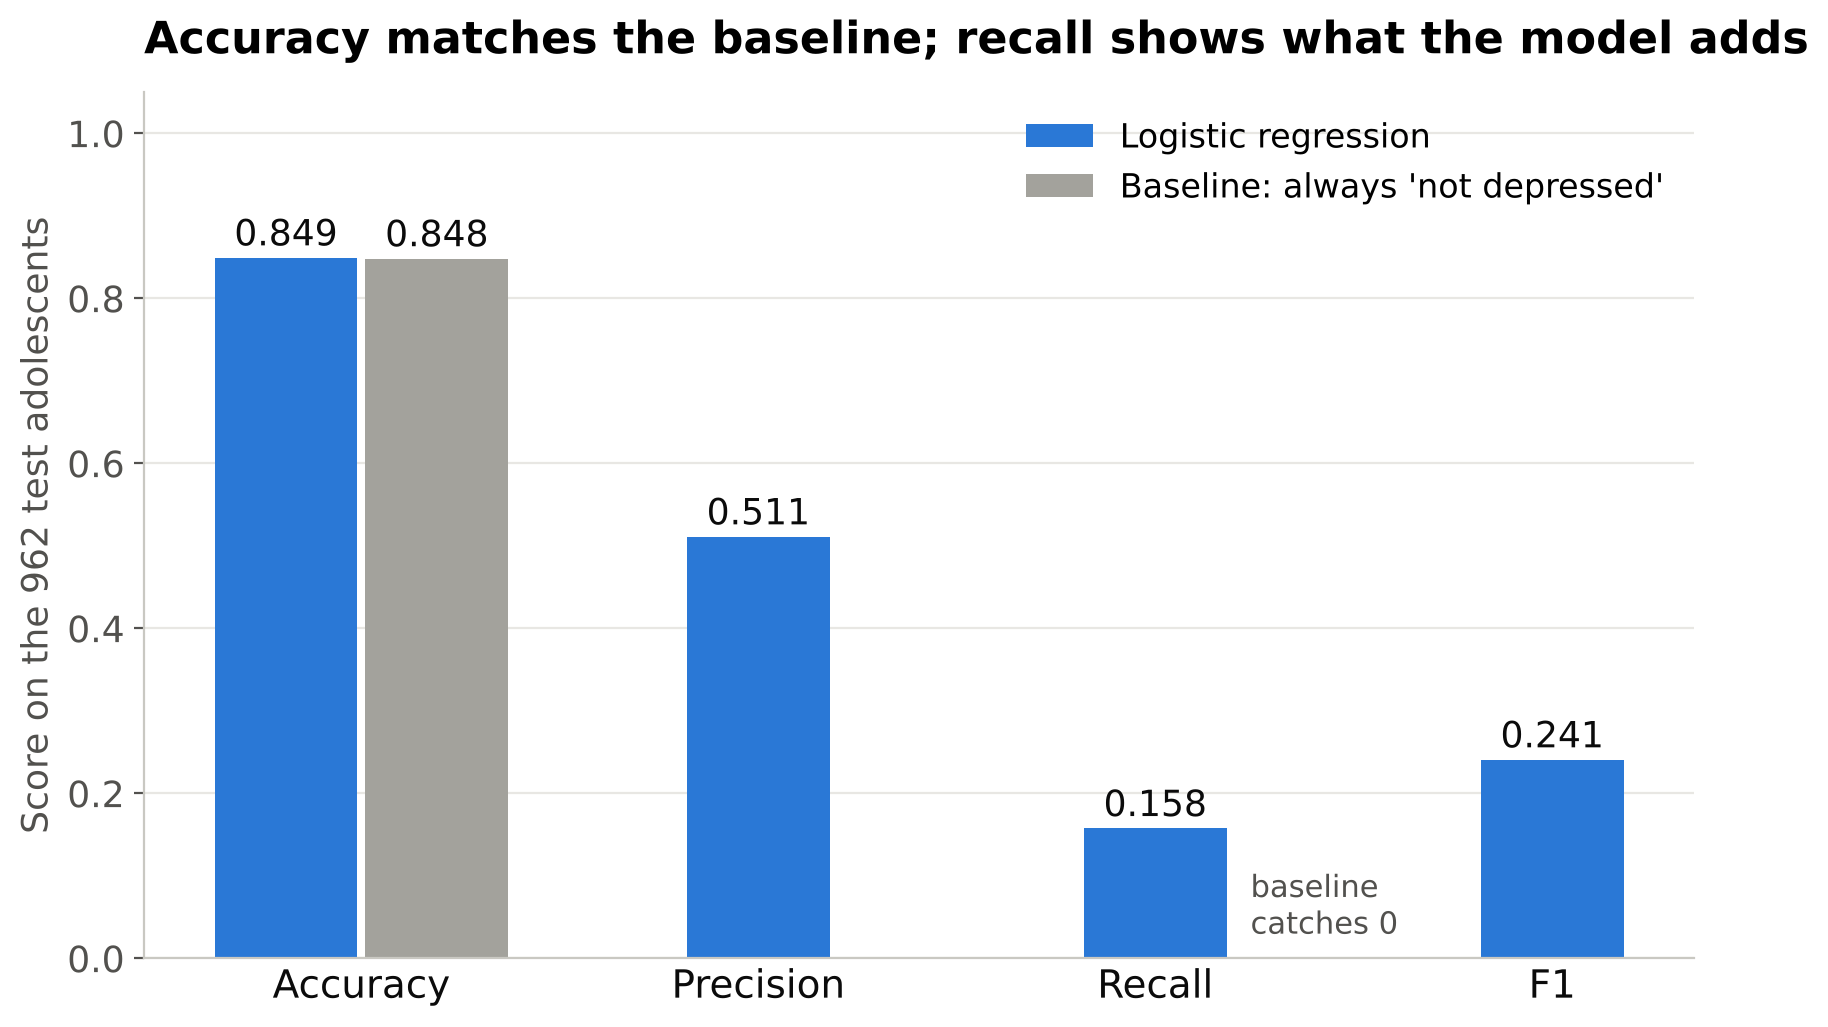 Accuracy matches the baseline; recall shows what the model adds
Logistic regression
Baseline: always 'not depressed'
Score on the 962 test adolescents
1.0
0.8
0.6
0.4
0.2
0.0
0.849
0.848
0.511
0.158
0.241
baseline
catches 0
Accuracy
Precision
Recall
F1